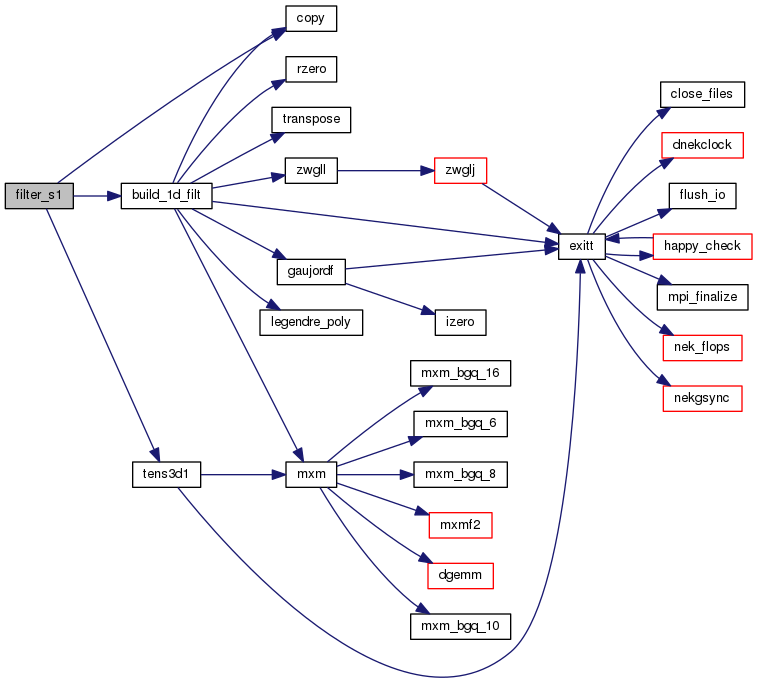 copy
rzero
transpose
zwgll
zwglj
filter_s1
build_1d_filt
gaujordf
legendre_poly
izero
exitt
close_files
dnekclock
flush_io
happy_check
mpi_finalize
nek_flops
nekgsync
tens3d1
mxm
mxm_bgq_16
mxm_bgq_6
mxm_bgq_8
mxmf2
dgemm
mxm_bgq_10